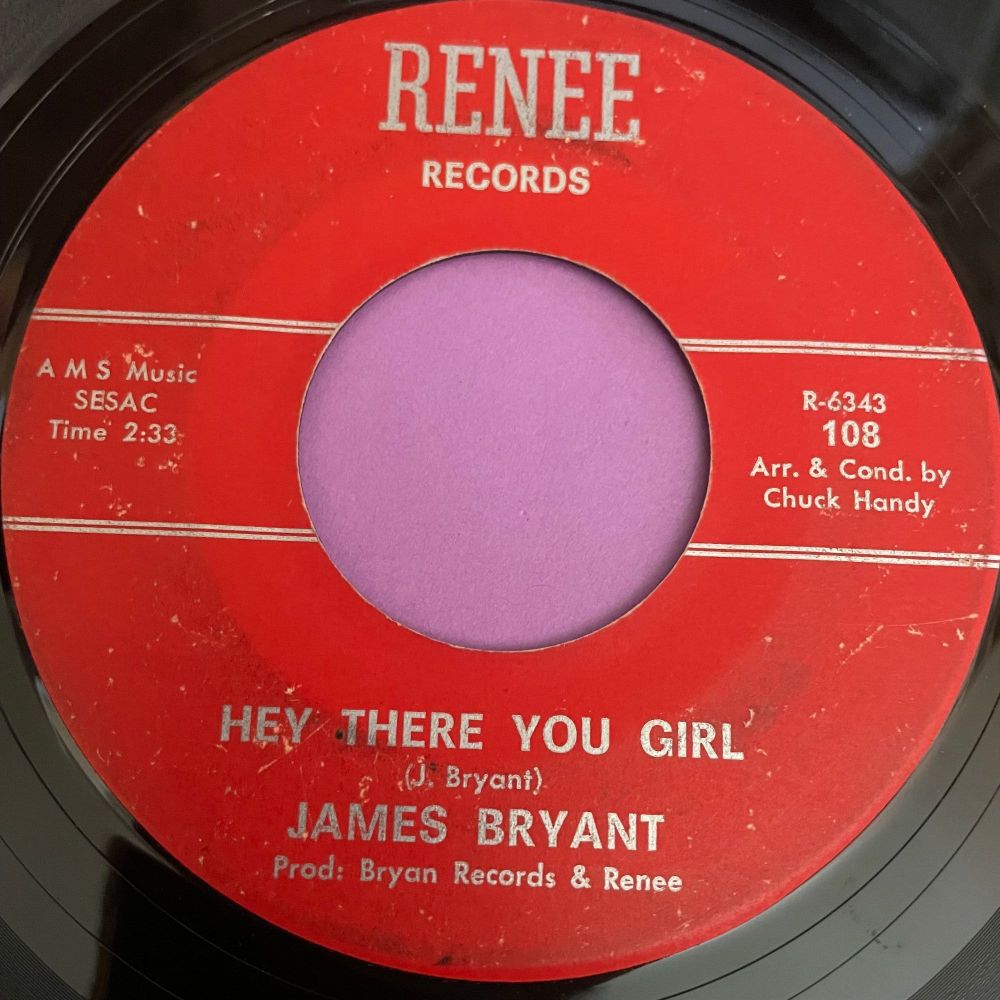 RENEE
RECORDS
A M S Music
SESAC
Time 2:33
R-6343
108
Arr. & Cond. by
Chuck Handy
HEY THERE YOU GIRL
(J. Bryant)
JAMES BRYANT
Prod: Bryan Records & Renee